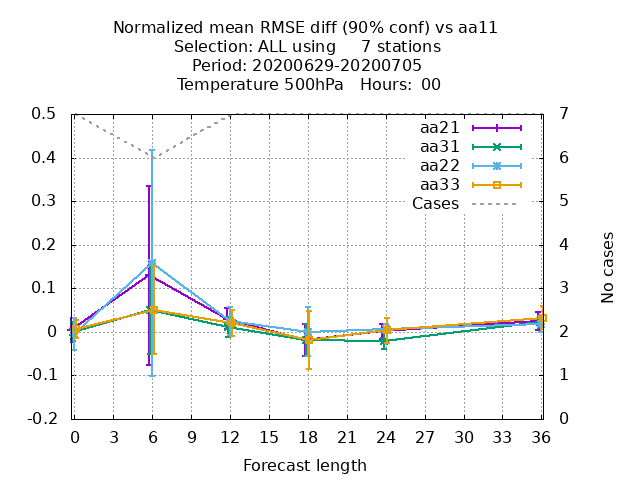 Normalized mean RMSE diff (90% conf) vs aa11
Selection: ALL using     7 stations
Period: 20200629-20200705
Temperature 500hPa   Hours:  00
0.5
0.4
0.3
0.2
0.1
0
-0.1
-0.2
aa21
aa31
aa22
aa33
Cases
7
6
5
4
3
2
1
0
No cases
0 3 6 9 12 15 18 21 24 27 30 33 36
Forecast length